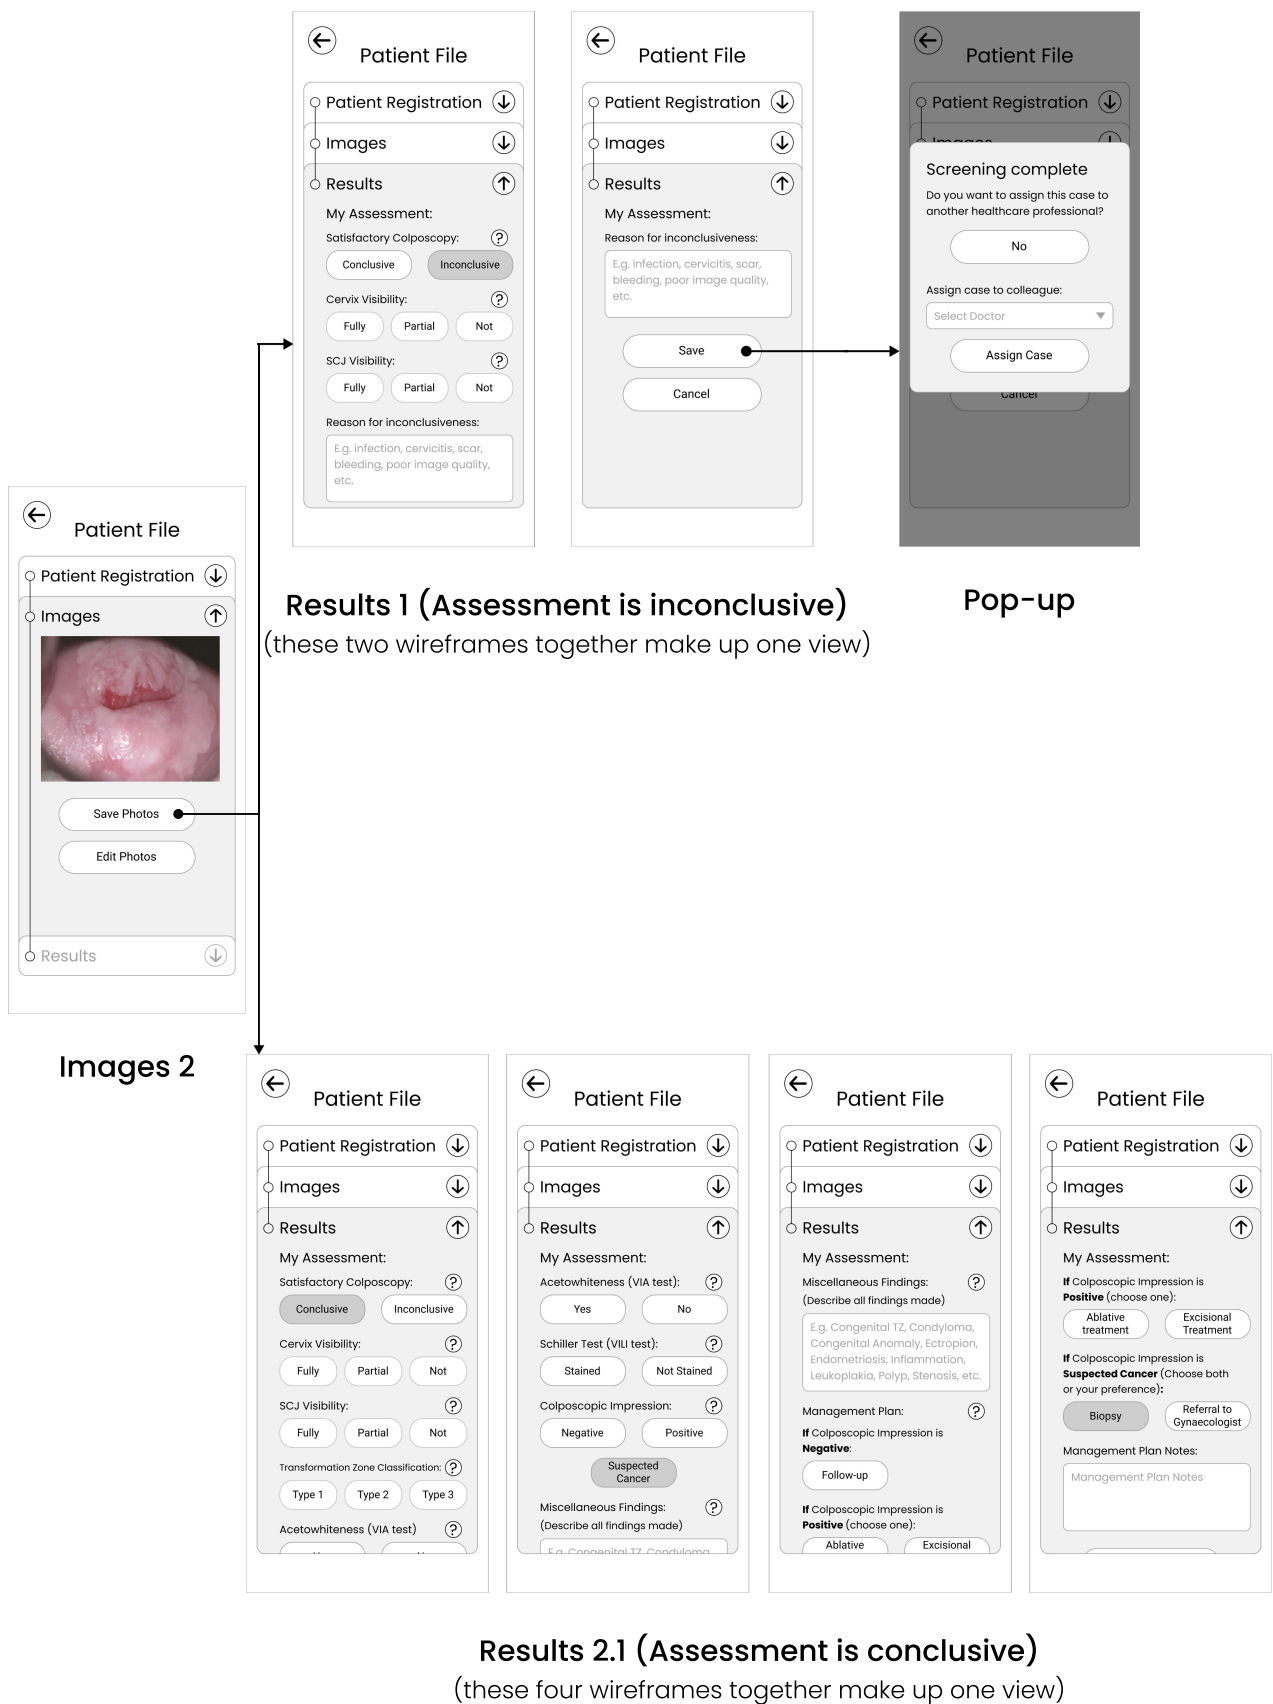 Patient File
Patient Registration
Images
Results
My Assessment:
Satisfactory Colposcopy:
?
Conclusive
Inconclusive
Cervix Visibility:
?
Fully
Partial
Not
SCJ Visibility:
?
Fully
Partial
Not
Reason for inconclusiveness:
E.g. infection, cervicitis, scar,
bleeding, poor image quality,
etc.
Patient File
Patient Registration
Images
Results
My Assessment:
Reason for inconclusiveness:
E.g. infection, cervicitis, scar,
bleeding, poor image quality,
etc.
Save
Cancel
Results 1 (Assessment is inconclusive)
(these two wireframes together make up one view)
Patient File
Patient Registration
Images
Screening complete
Do you want to assign this case to
another healthcare professional?
No
Assign case to colleague:
Select Doctor
Assign Case
Cancel
Pop-up
Patient File
Patient Registration
Images
Save Photos
Edit Photos
Results
Images 2
Patient File
Patient Registration
Images
Results
My Assessment:
Satisfactory Colposcopy:
?
Conclusive
Inconclusive
Cervix Visibility:
?
Fully
Partial
Not
SCJ Visibility:
?
Fully
Partial
Not
Transformation Zone Classification:
?
Type 1
Type 2
Type 3
Acetowhiteness (VIA test)
?
Patient File
Patient Registration
Images
Results
My Assessment:
Acetowhiteness (VIA test):
?
Yes
No
Schiller Test (VILI test):
?
Stained
Not Stained
Colposcopic Impression:
?
Negative
Positive
Suspected
Cancer
Miscellaneous Findings:
?
(Describe all findings made)
E.g. Congenital TZ, Condyloma,
Patient File
Patient Registration
Images
Results
My Assessment:
Miscellaneous Findings:
?
(Describe all findings made)
E.g. Congenital TZ, Condyloma,
Congenital Anomaly, Ectropion,
Endometriosis, Inflammation,
Leukoplakia, Polyp, Stenosis, etc.
Management Plan:
?
If Colposcopic Impression is
Negative:
Follow-up
If Colposcopic Impression is
Positive (choose one):
Ablative
Excisional
Patient File
Patient Registration
Images
Results
My Assessment:
If Colposcopic Impression is
Positive (choose one):
Ablative
treatment
Excisional
Treatment
If Colposcopic Impression is
Suspected Cancer (Choose both
or your preference):
Biopsy
Referral to
Gynaecologist
Management Plan Notes:
Management Plan Notes
Results 2.1 (Assessment is conclusive)
(these four wireframes together make up one view)